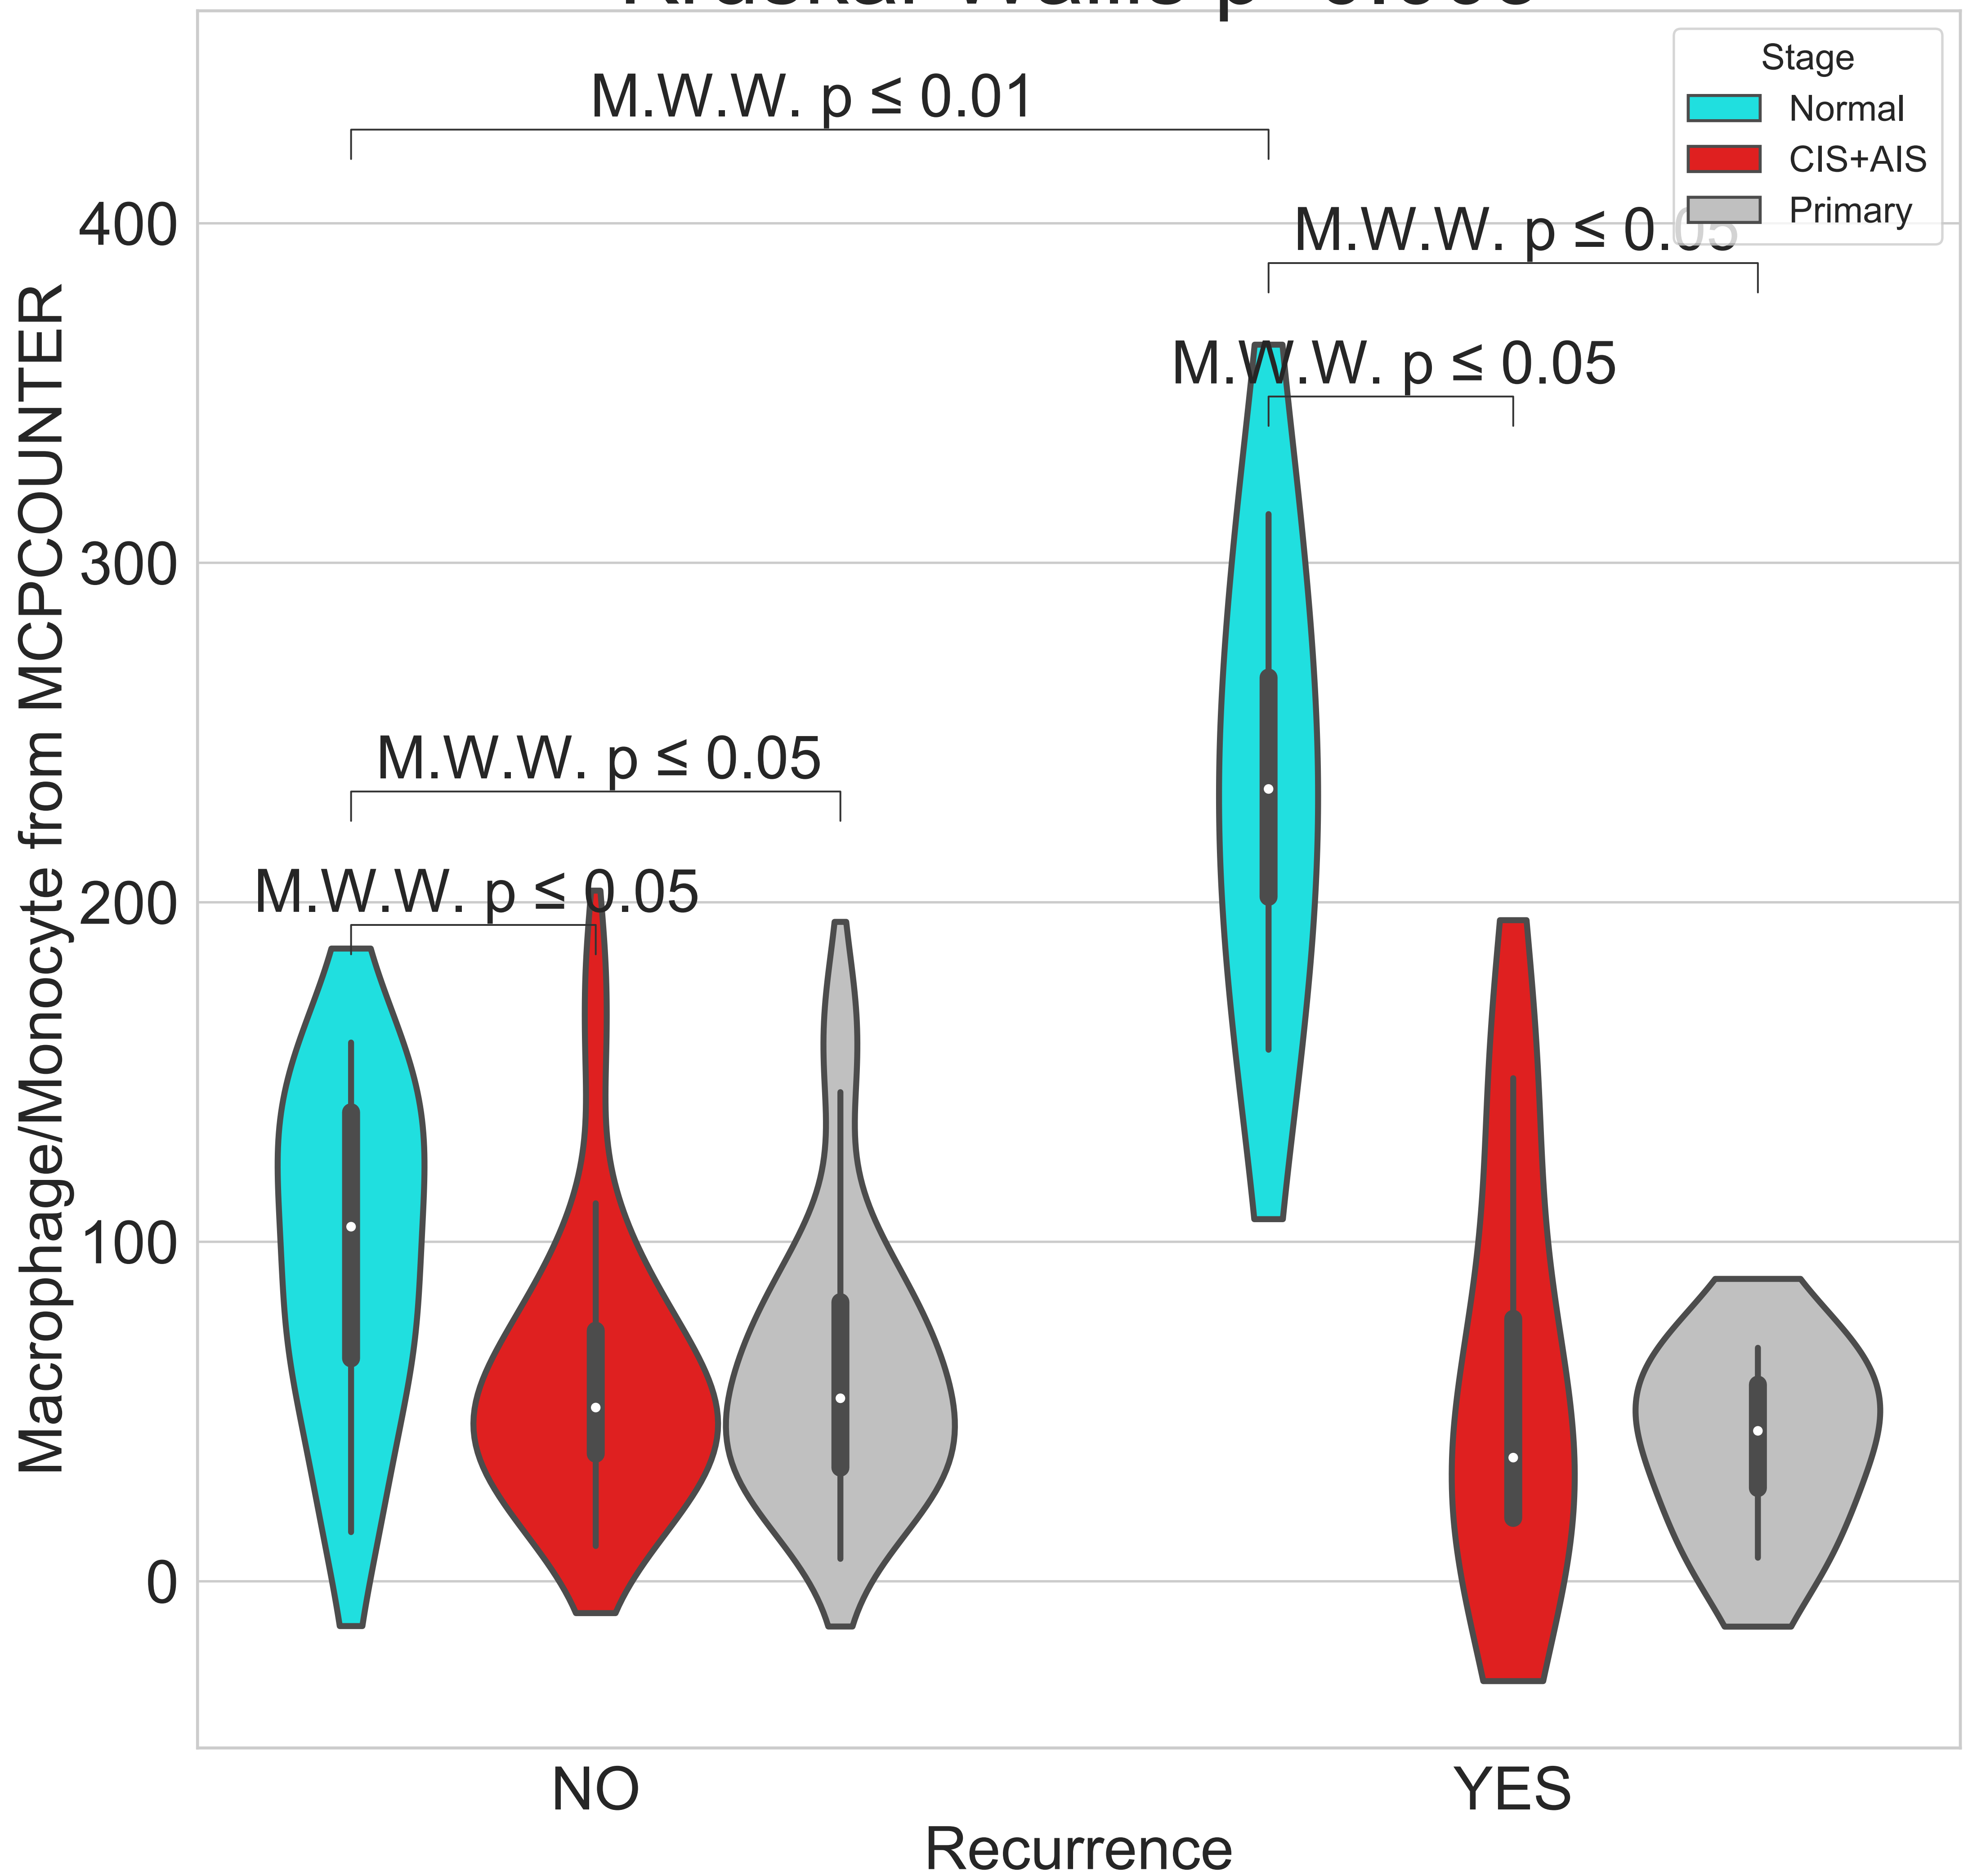 M.W.W. p ≤ 0.01
Stage
Normal
CIS+AIS
Primary
M.W.W. p ≤ 0.05
M.W.W. p ≤ 0.05
M.W.W. p ≤ 0.05
M.W.W. p ≤ 0.05
Macrophage/Monocyte from MCPCOUNTER
400
300
200
100
0
NO
YES
Recurrence